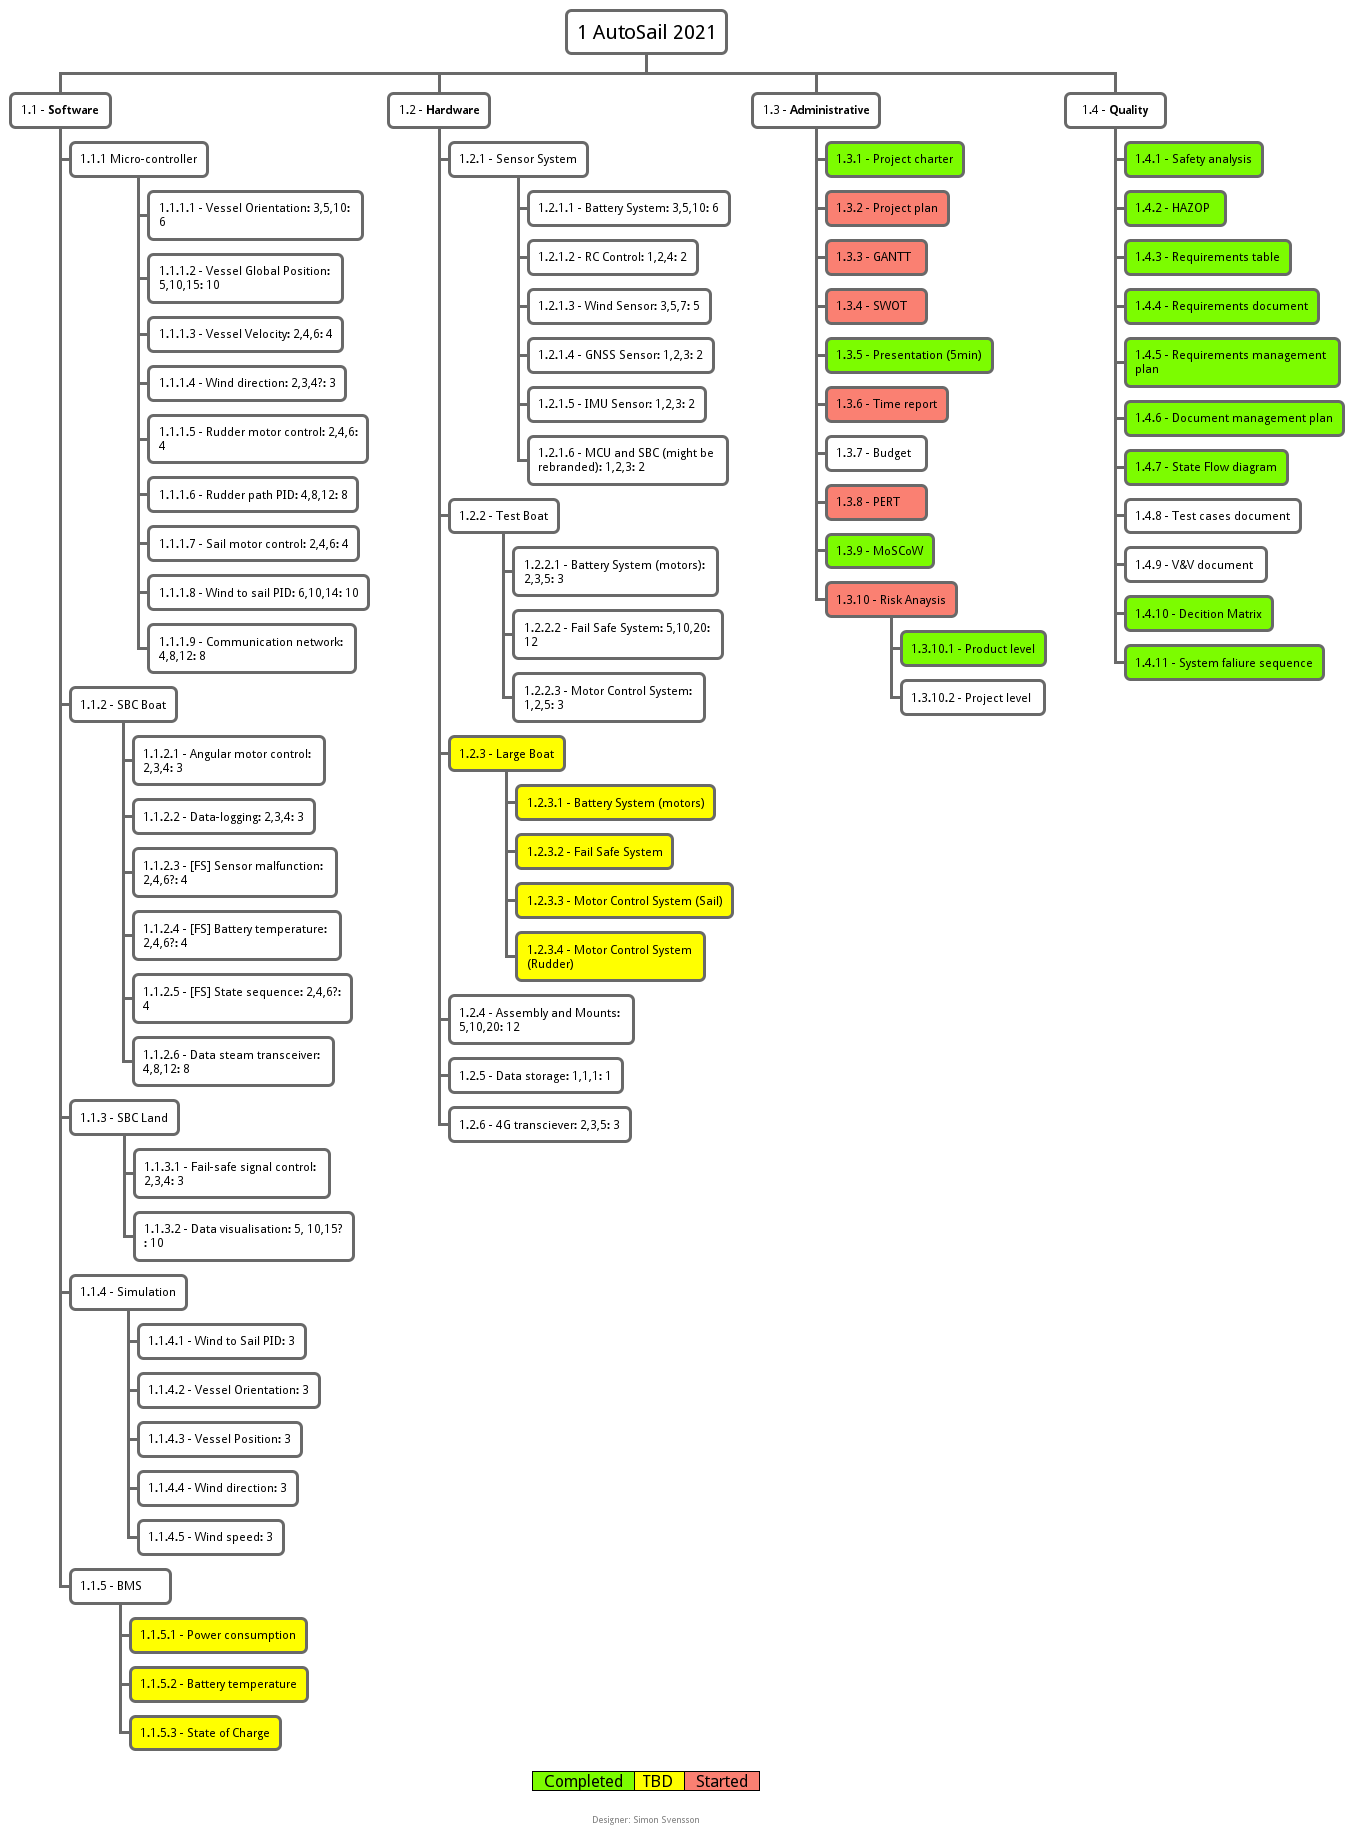 1 AutoSail 2021
1.1 - Software
1.1.1 Micro-controller
1.1.1.1 - Vessel Orientation: 3,5,10:
6
1.1.1.2 - Vessel Global Position:
5,10,15: 10
1.1.1.3 - Vessel Velocity: 2,4,6: 4
1.1.1.4 - Wind direction: 2,3,4?: 3
1.1.1.5 - Rudder motor control: 2,4,6:
4
1.1.1.6 - Rudder path PID: 4,8,12: 8
1.1.1.7 - Sail motor control: 2,4,6: 4
1.1.1.8 - Wind to sail PID: 6,10,14: 10
1.1.1.9 - Communication network:
4,8,12: 8
1.1.2 - SBC Boat
1.1.2.1 - Angular motor control:
2,3,4: 3
1.1.2.2 - Data-logging: 2,3,4: 3
1.1.2.3 - [FS] Sensor malfunction:
2,4,6?: 4
1.1.2.4 - [FS] Battery temperature:
2,4,6?: 4
1.1.2.5 - [FS] State sequence: 2,4,6?:
4
1.1.2.6 - Data steam transceiver:
4,8,12: 8
1.1.3 - SBC Land
1.1.3.1 - Fail-safe signal control:
2,3,4: 3
1.1.3.2 - Data visualisation: 5, 10,15?
: 10
1.1.4 - Simulation
1.1.4.1 - Wind to Sail PID: 3
1.1.4.2 - Vessel Orientation: 3
1.1.4.3 - Vessel Position: 3
1.1.4.4 - Wind direction: 3
1.1.4.5 - Wind speed: 3
1.1.5 - BMS
1.1.5.1 - Power consumption
1.1.5.2 - Battery temperature
1.1.5.3 - State of Charge
1.2 - Hardware
1.2.1 - Sensor System
1.2.1.1 - Battery System: 3,5,10: 6
1.2.1.2 - RC Control: 1,2,4: 2
1.2.1.3 - Wind Sensor: 3,5,7: 5
1.2.1.4 - GNSS Sensor: 1,2,3: 2
1.2.1.5 - IMU Sensor: 1,2,3: 2
1.2.1.6 - MCU and SBC (might be
rebranded): 1,2,3: 2
1.2.2 - Test Boat
1.2.2.1 - Battery System (motors):
2,3,5: 3
1.2.2.2 - Fail Safe System: 5,10,20:
12
1.2.2.3 - Motor Control System:
1,2,5: 3
1.2.3 - Large Boat
1.2.3.1 - Battery System (motors)
1.2.3.2 - Fail Safe System
1.2.3.3 - Motor Control System (Sail)
1.2.3.4 - Motor Control System
(Rudder)
1.2.4 - Assembly and Mounts:
5,10,20: 12
1.2.5 - Data storage: 1,1,1: 1
1.2.6 - 4G transciever: 2,3,5: 3
1.3 - Administrative
1.3.1 - Project charter
1.3.2 - Project plan
1.3.3 - GANTT
1.3.4 - SWOT
1.3.5 - Presentation (5min)
1.3.6 - Time report
1.3.7 - Budget
1.3.8 - PERT
1.3.9 - MoSCoW
1.3.10 - Risk Anaysis
1.3.10.1 - Product level
1.3.10.2 - Project level
1.4 - Quality
1.4.1 - Safety analysis
1.4.2 - HAZOP
1.4.3 - Requirements table
1.4.4 - Requirements document
1.4.5 - Requirements management
plan
1.4.6 - Document management plan
1.4.7 - State Flow diagram
1.4.8 - Test cases document
1.4.9 - V&V document
1.4.10 - Decition Matrix
1.4.11 - System faliure sequence
Completed TBD Started
Designer: Simon Svensson